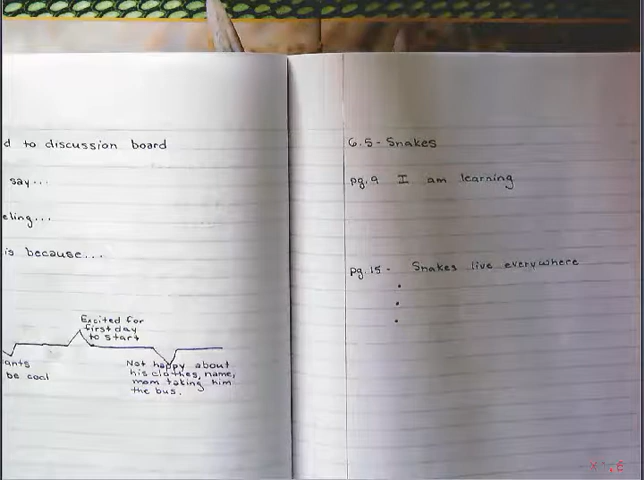 d to discussion board
say...
eling...
is because...
Excited for
first day
to start
ants
be cool
Not happy about
his clothes, name,
mom taking him
the bus.
6.5 - Snakes
pg. 9 I am learning
pg. 15 - Snakes live everywhere
•
•
•
x1.6